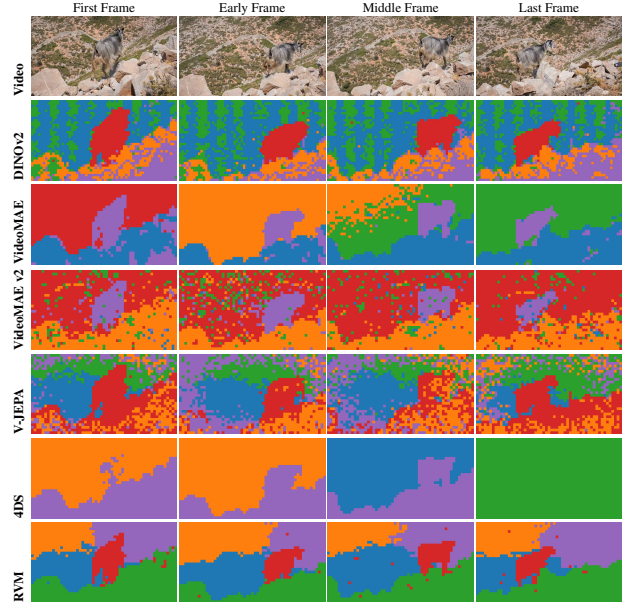 First Frame Early Frame Middle Frame Last Frame
Video
DINOv2
VideoMAE
VideoMAE v2
V-JEPA
4DS
RVM